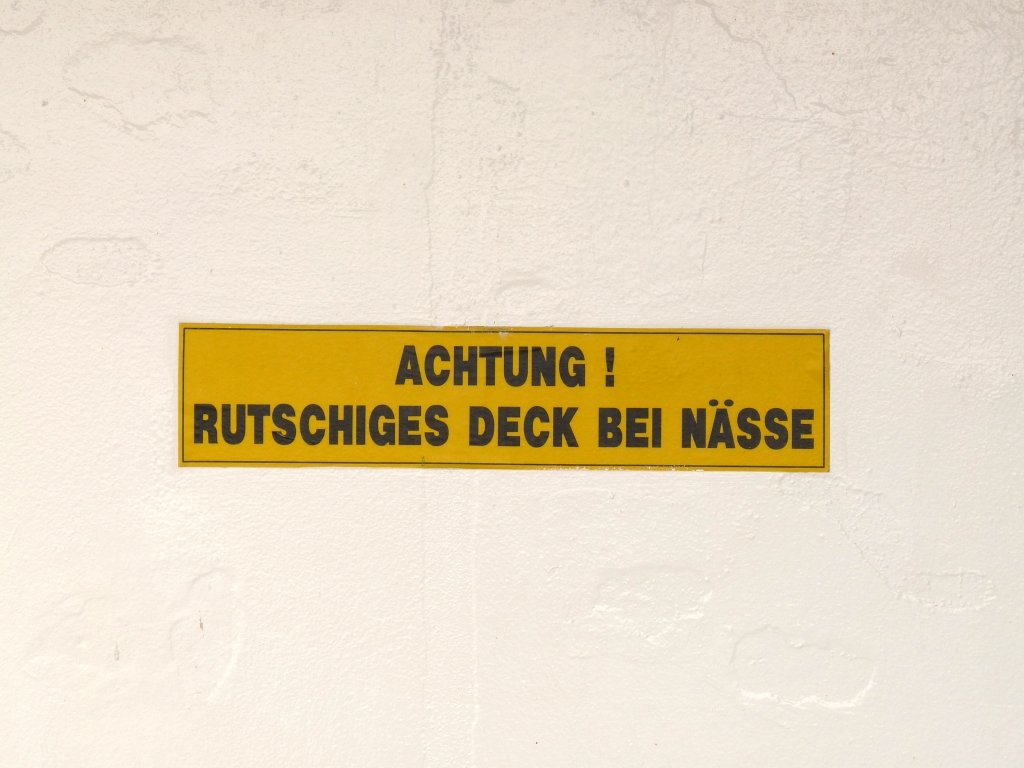 ACHTUNG !
RUTSCHIGES DECK BEI NÄSSE